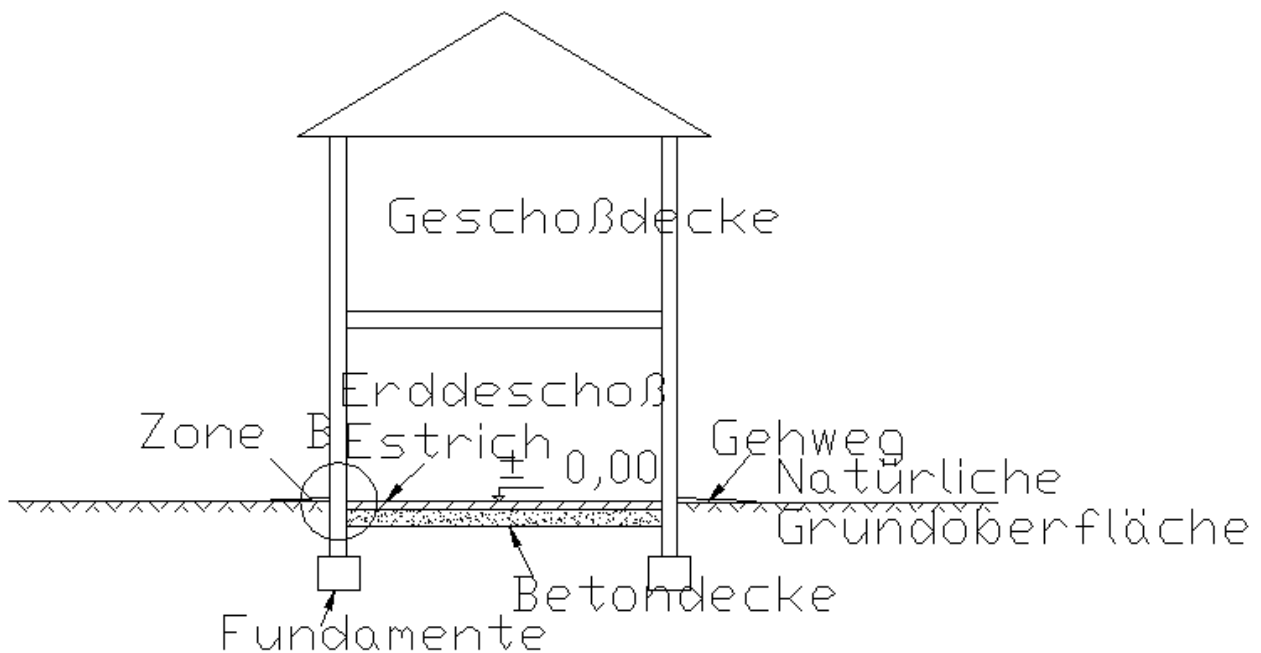 Geschoßdecke
Erddeschoß
Zone B
Estrich
± 0,00
Gehweg
Natürliche
Grundoberfläche
Betondecke
Fundamente